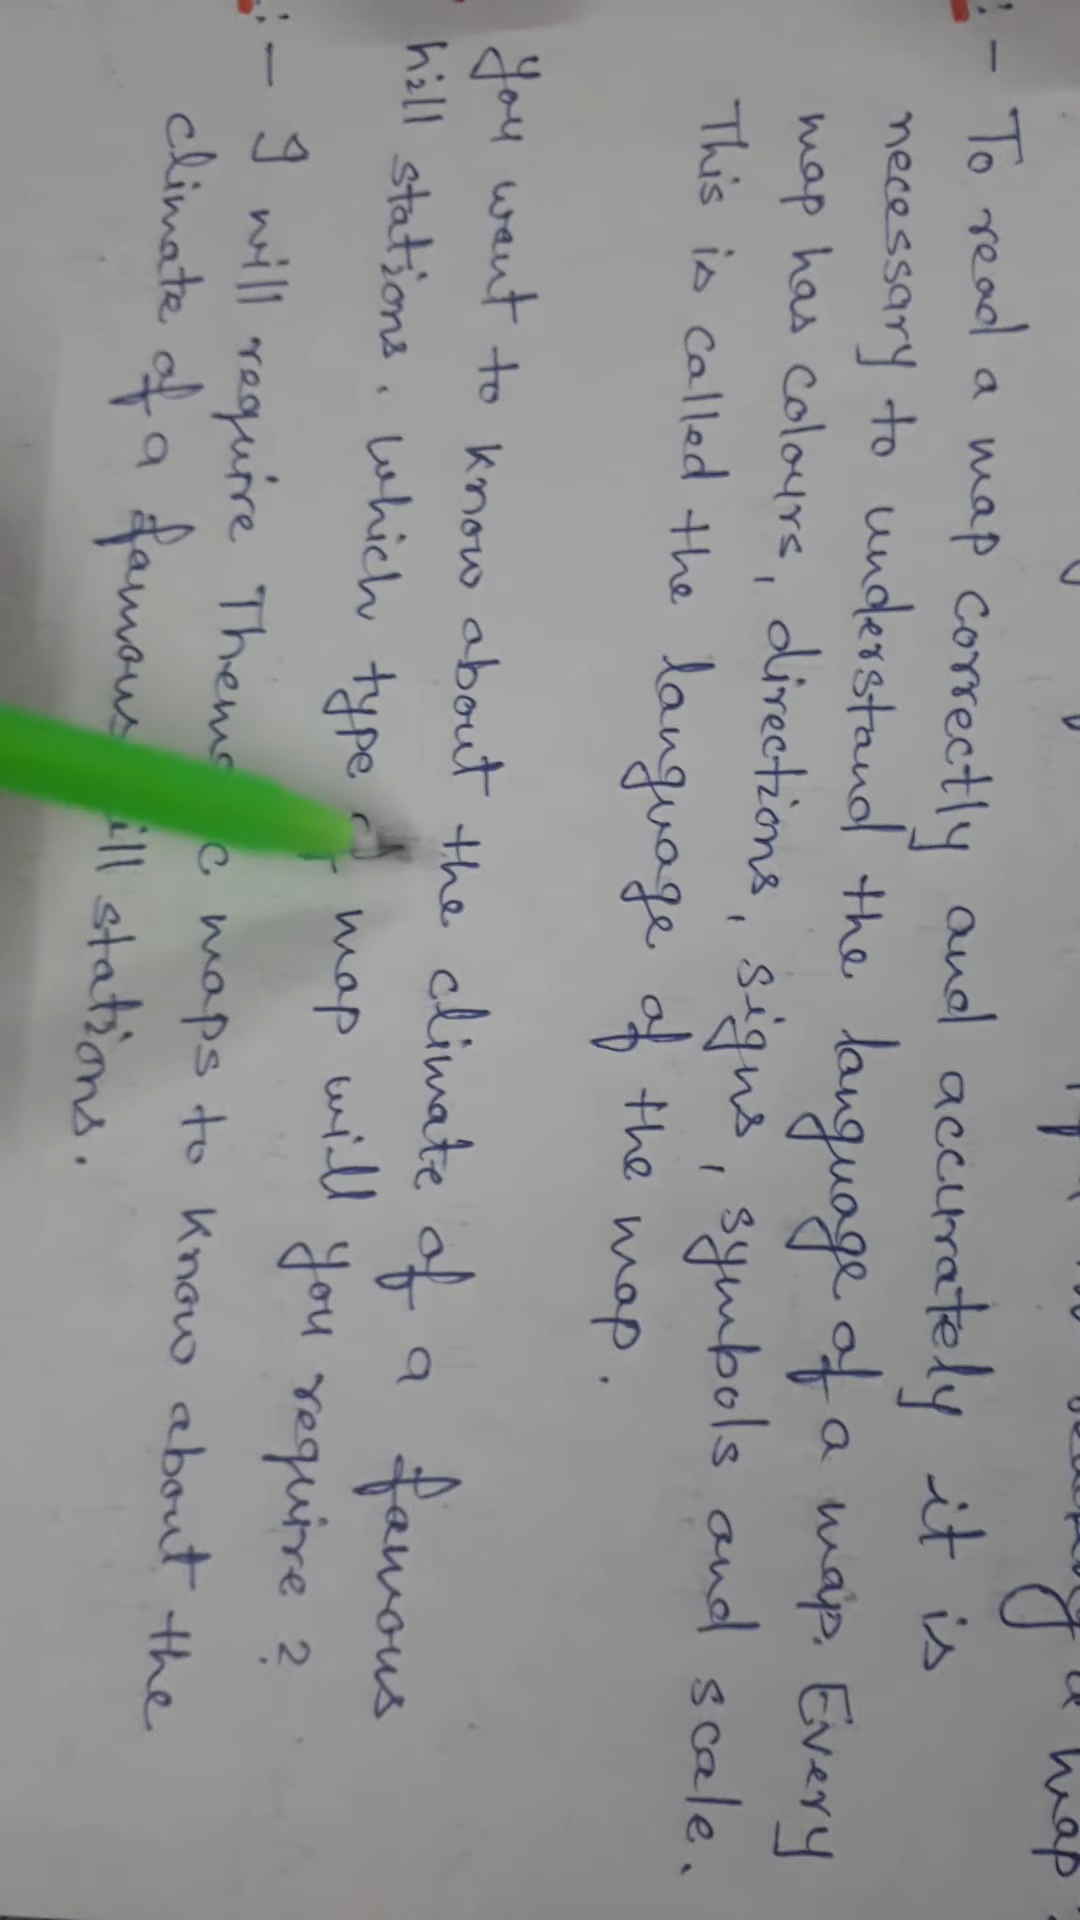 a map
:- To read a map correctly and accurately it is
necessary to understand the language of a map. Every
map has colours, directions, signs, symbols and scale.
This is called the language of the map.
you want to know about the climate of a famous
hill stations. Which type of map will you require?
:- I will require maps to know about the
climate of a famous stations.